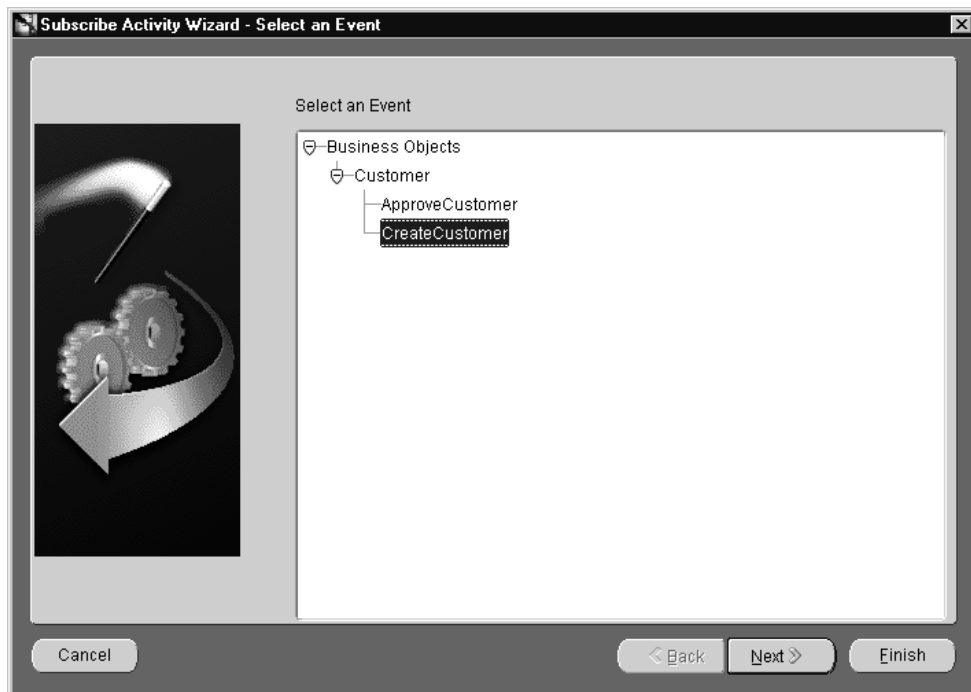 Subscribe Activity Wizard - Select an Event
Select an Event
Business Objects
Customer
ApproveCustomer
CreateCustomer
Cancel
Back
Next
Finish